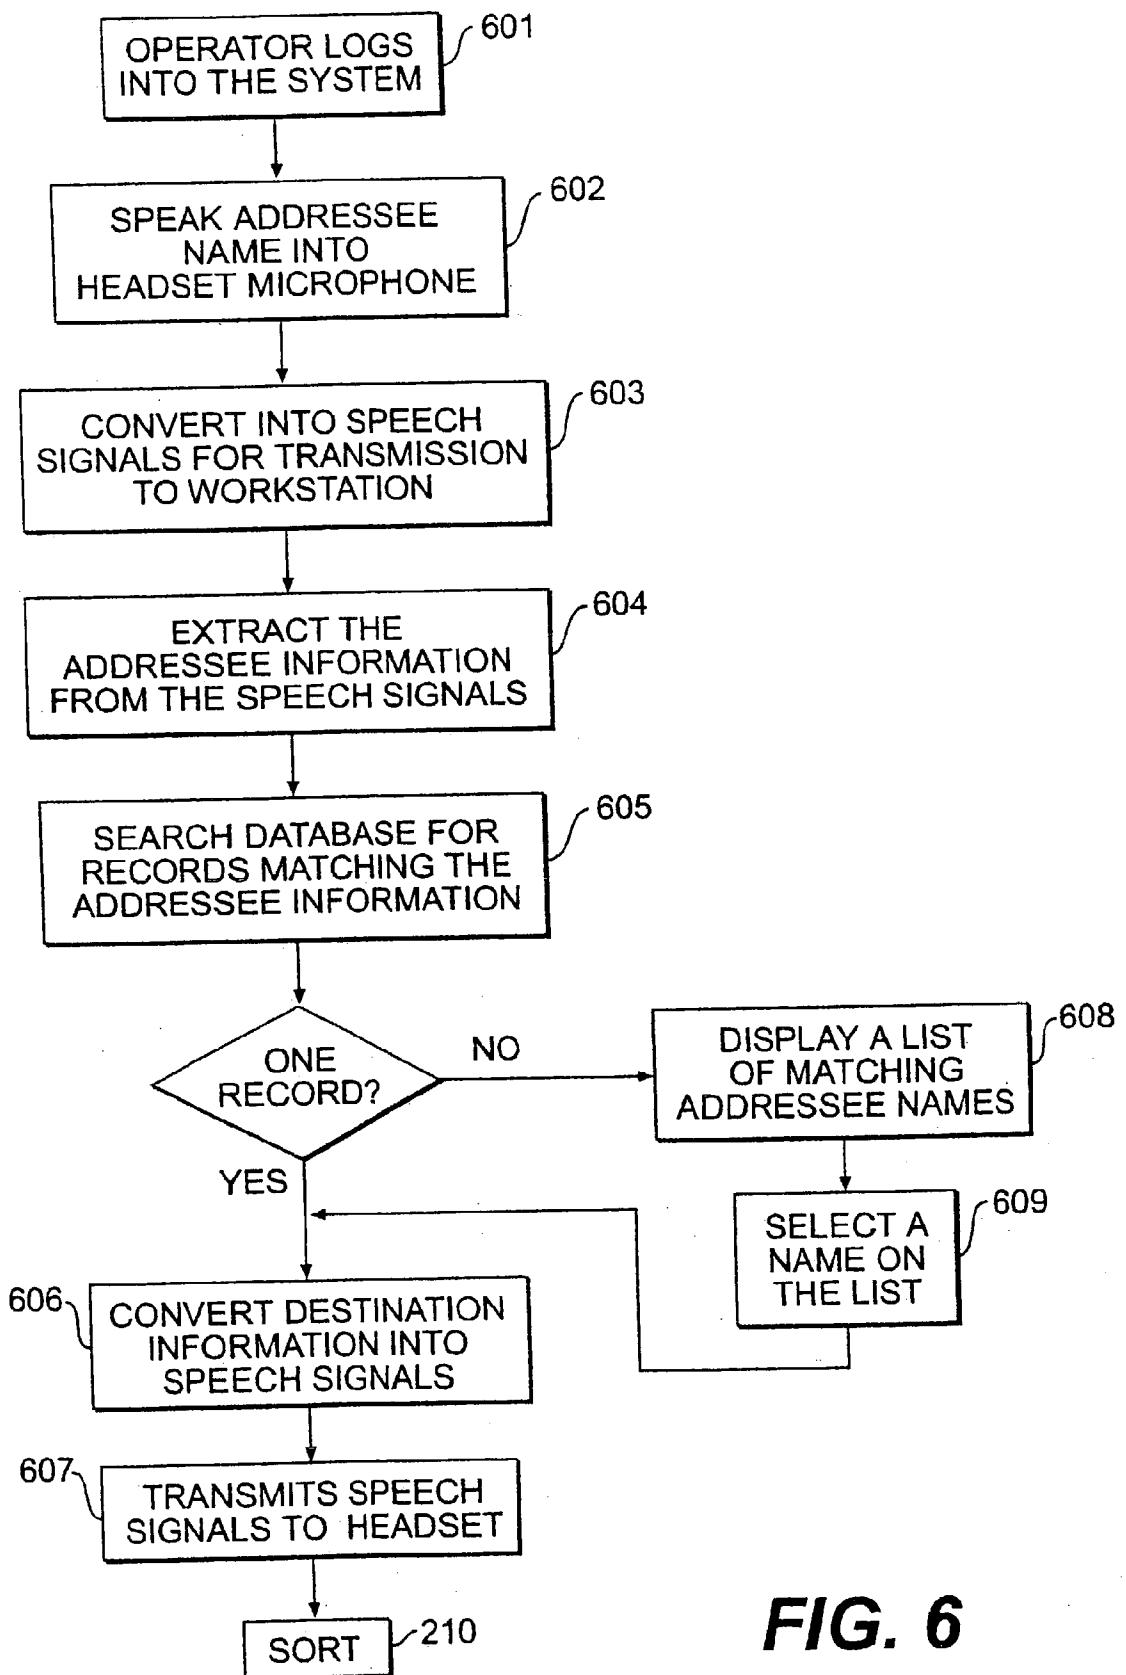 OPERATOR LOGS
INTO THE SYSTEM
601
SPEAK ADDRESSEE
NAME INTO
HEADSET MICROPHONE
602
CONVERT INTO SPEECH
SIGNALS FOR TRANSMISSION
TO WORKSTATION
603
EXTRACT THE
ADDRESSEE INFORMATION
FROM THE SPEECH SIGNALS
604
SEARCH DATABASE FOR
RECORDS MATCHING THE
ADDRESSEE INFORMATION
605
ONE
RECORD?
NO
YES
DISPLAY A LIST
OF MATCHING
ADDRESSEE NAMES
608
SELECT A
NAME ON
THE LIST
609
606
CONVERT DESTINATION
INFORMATION INTO
SPEECH SIGNALS
607
TRANSMITS SPEECH
SIGNALS TO HEADSET
SORT
210
FIG. 6